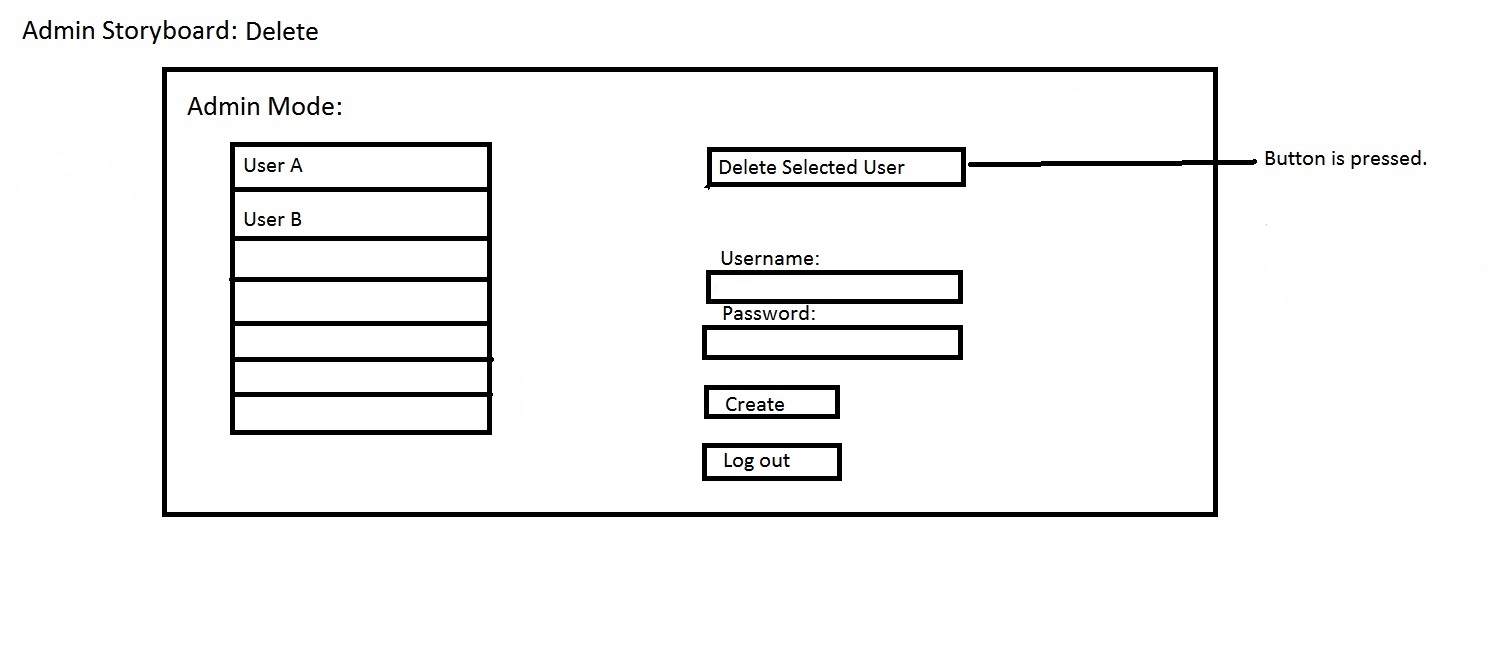 Admin Storyboard: Delete
Admin Mode:
User A
User B
Delete Selected User
Button is pressed.
Username:
Password:
Create
Log out